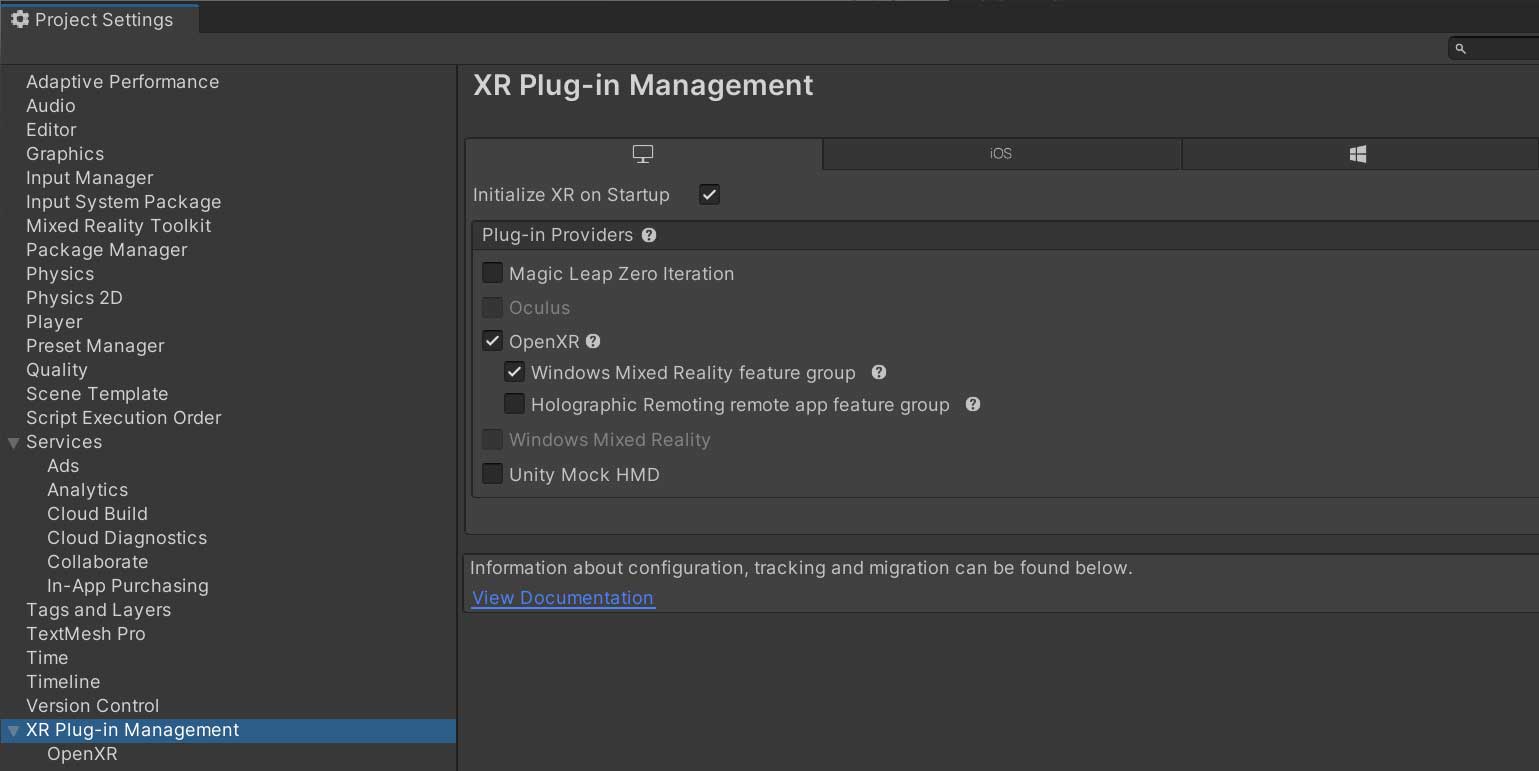 Project Settings
Adaptive Performance
Audio
Editor
Graphics
Input Manager
Input System Package
Mixed Reality Toolkit
Package Manager
Physics
Physics 2D
Player
Preset Manager
Quality
Scene Template
Script Execution Order
Services
Ads
Analytics
Cloud Build
Cloud Diagnostics
Collaborate
In-App Purchasing
Tags and Layers
TextMesh Pro
Time
Timeline
Version Control
XR Plug-in Management
OpenXR
XR Plug-in Management
iOS
Initialize XR on Startup
Plug-in Providers
Magic Leap Zero Iteration
Oculus
OpenXR
Windows Mixed Reality feature group
Holographic Remoting remote app feature group
Windows Mixed Reality
Unity Mock HMD
Information about configuration, tracking and migration can be found below.
View Documentation